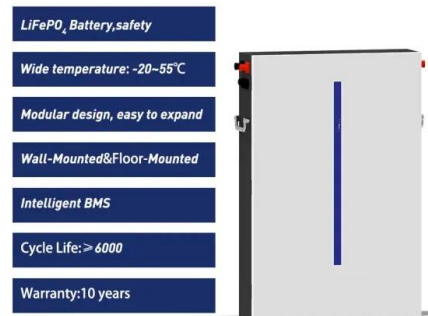 LiFePO₄ Battery,safety
Wide temperature: -20~55℃
Modular design, easy to expand
Wall-Mounted&Floor-Mounted
Intelligent BMS
Cycle Life:≥6000
Warranty:10 years